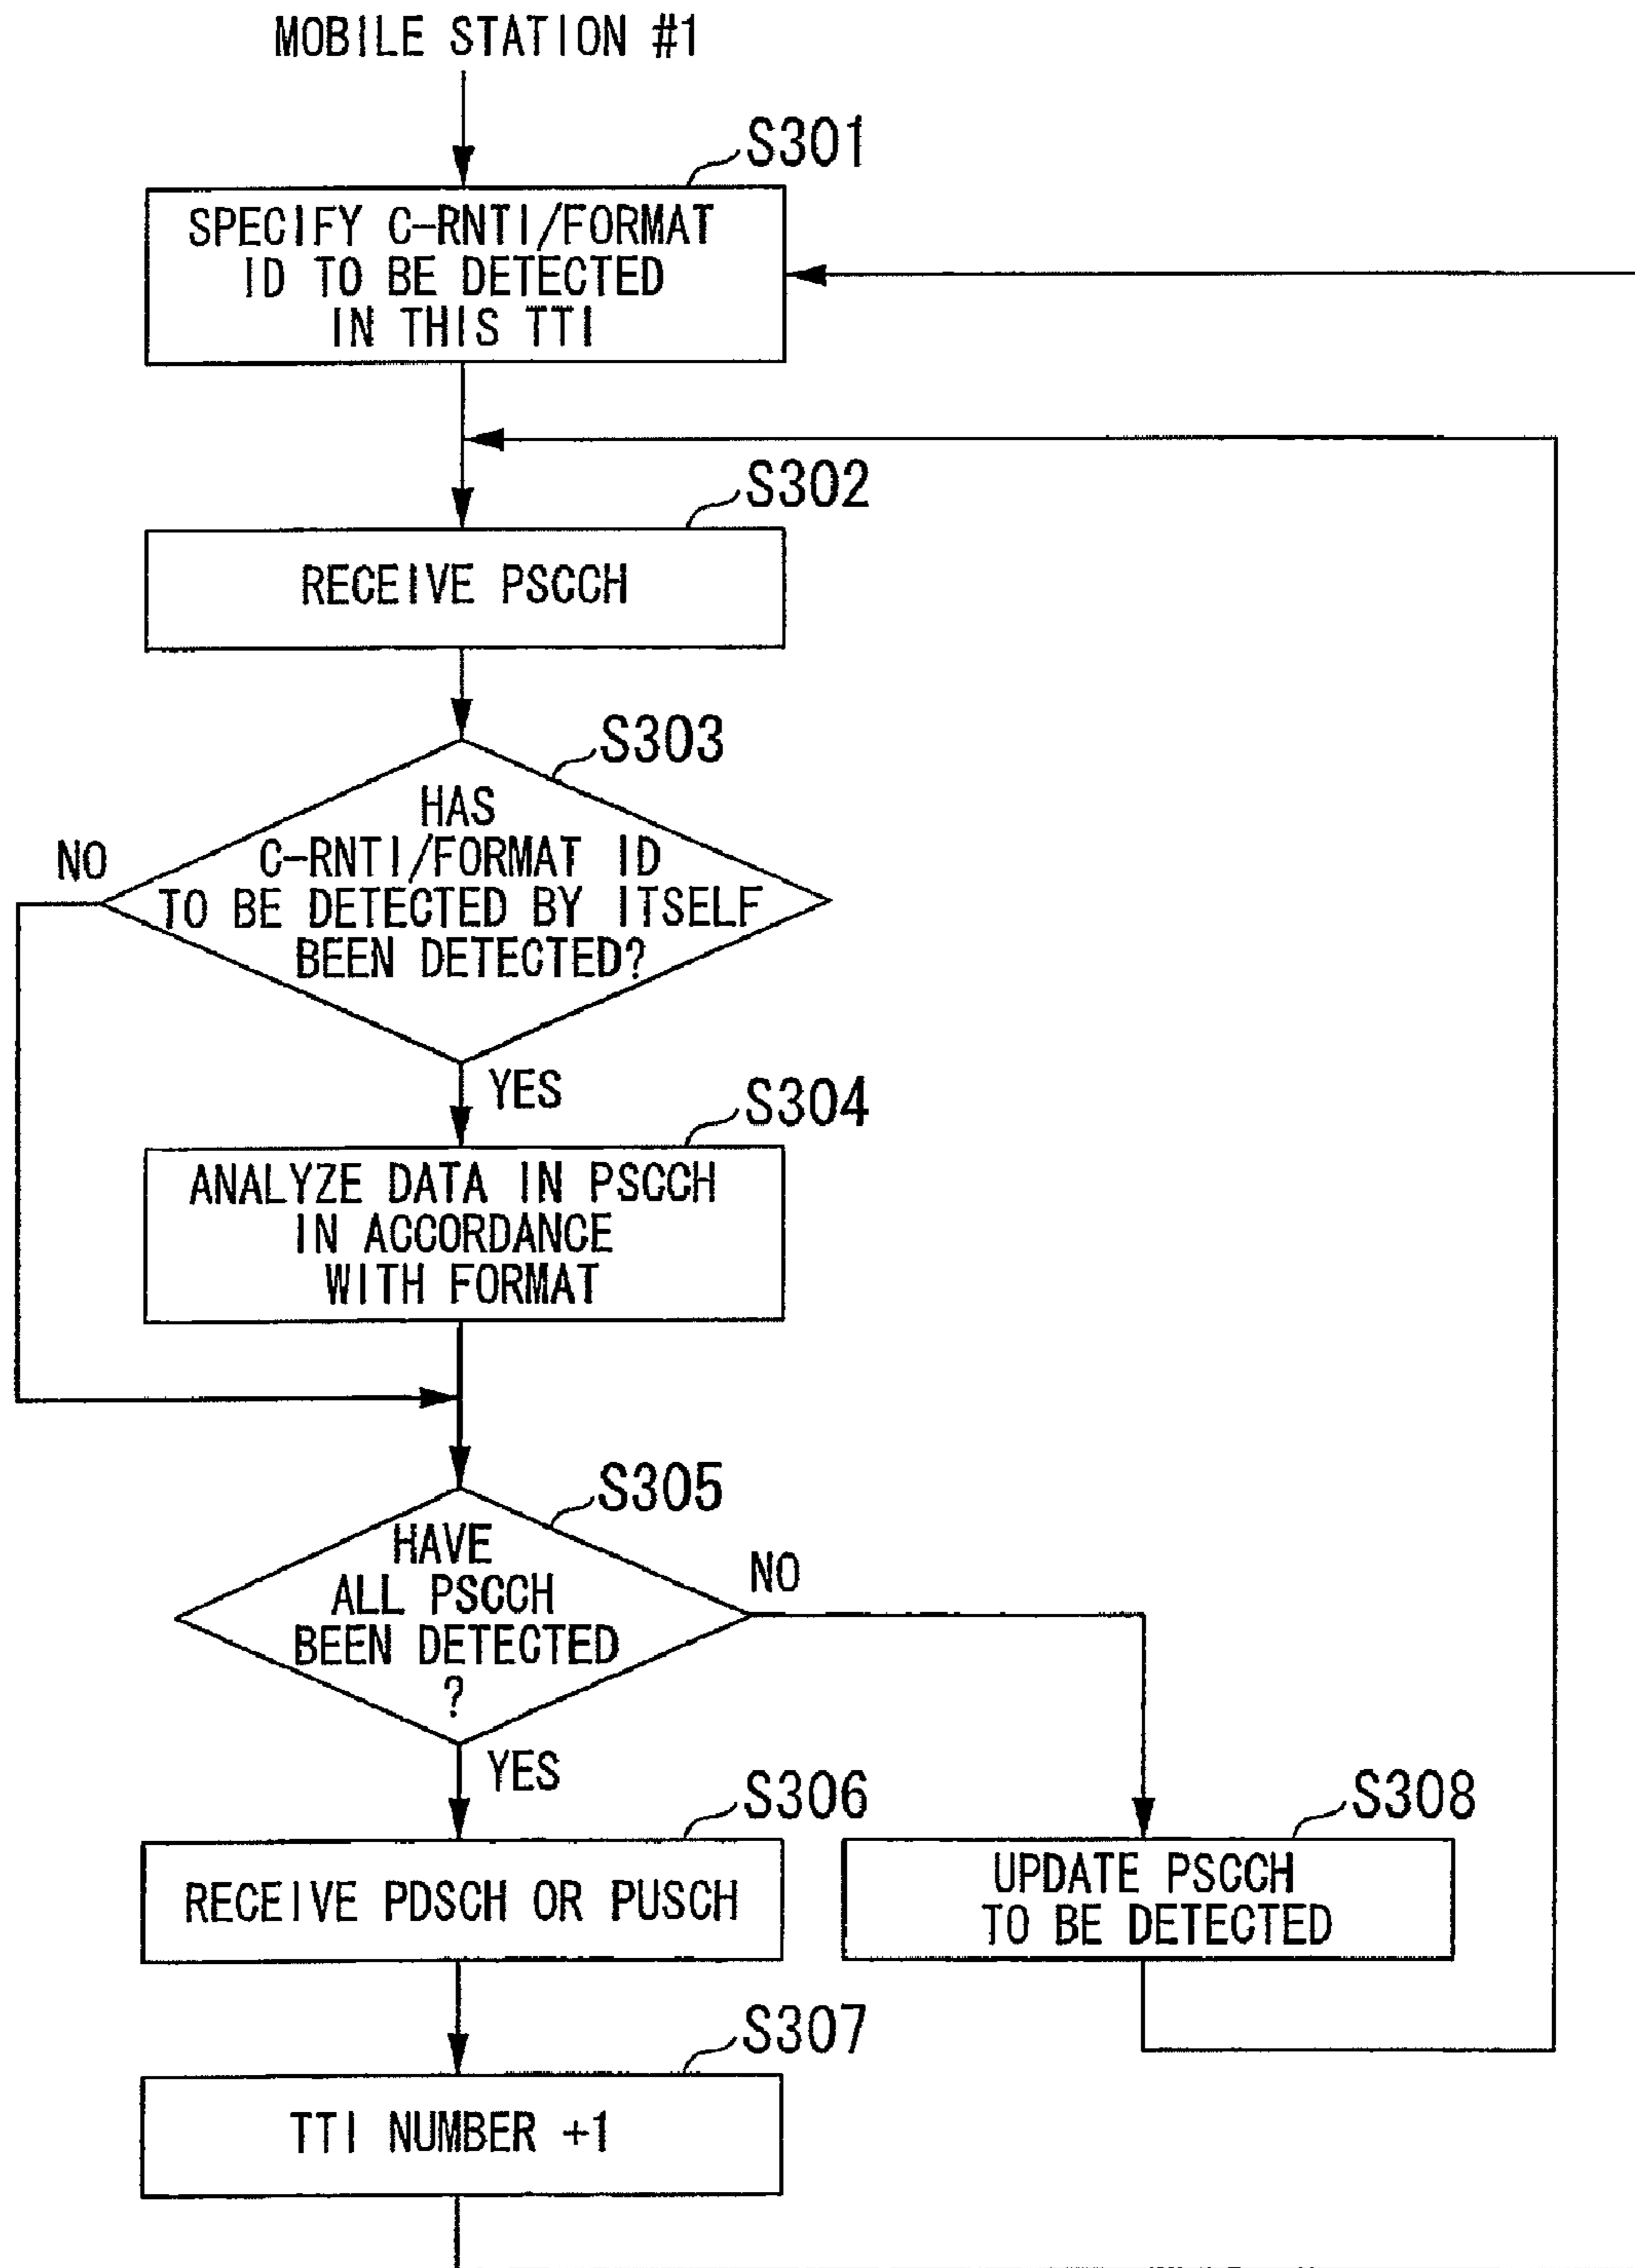 MOBILE STATION #1
S301
SPECIFY C-RNTI/FORMAT
ID TO BE DETECTED
IN THIS TTI
S302
RECEIVE PSCCH
S303
HAS
C-RNTI/FORMAT ID
TO BE DETECTED BY ITSELF
BEEN DETECTED?
NO
YES
S304
ANALYZE DATA IN PSCCH
IN ACCORDANCE
WITH FORMAT
S305
HAVE
ALL PSCCH
BEEN DETECTED
?
NO
YES
S306
RECEIVE PDSCH OR PUSCH
S308
UPDATE PSCCH
TO BE DETECTED
S307
TTI NUMBER +1